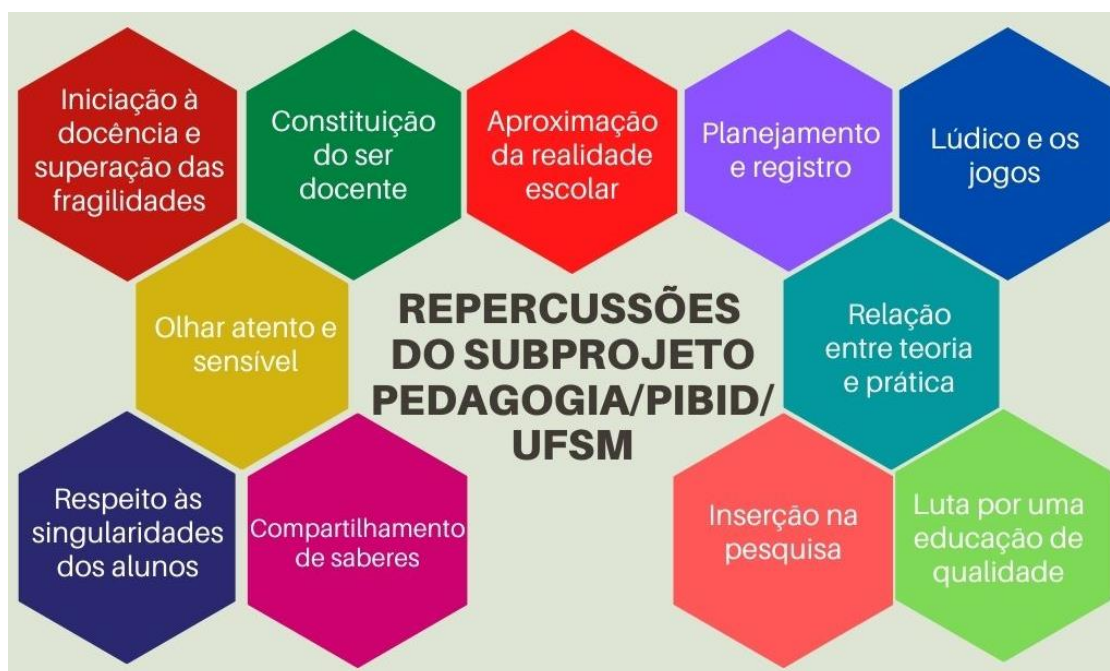 Iniciação à
docência e
superação das
fragilidades
Constituição
do ser
docente
Aproximação
da realidade
escolar
Planejamento
e registro
Lúdico e os
jogos
Olhar atento e
sensível
REPERCUSSÕES
DO SUBPROJETO
PEDAGOGIA/PIBID/
UFSM
Relação
entre teoria
e prática
Respeito às
singularidades
dos alunos
Compartilhamento
de saberes
Inserção na
pesquisa
Luta por uma
educação de
qualidade